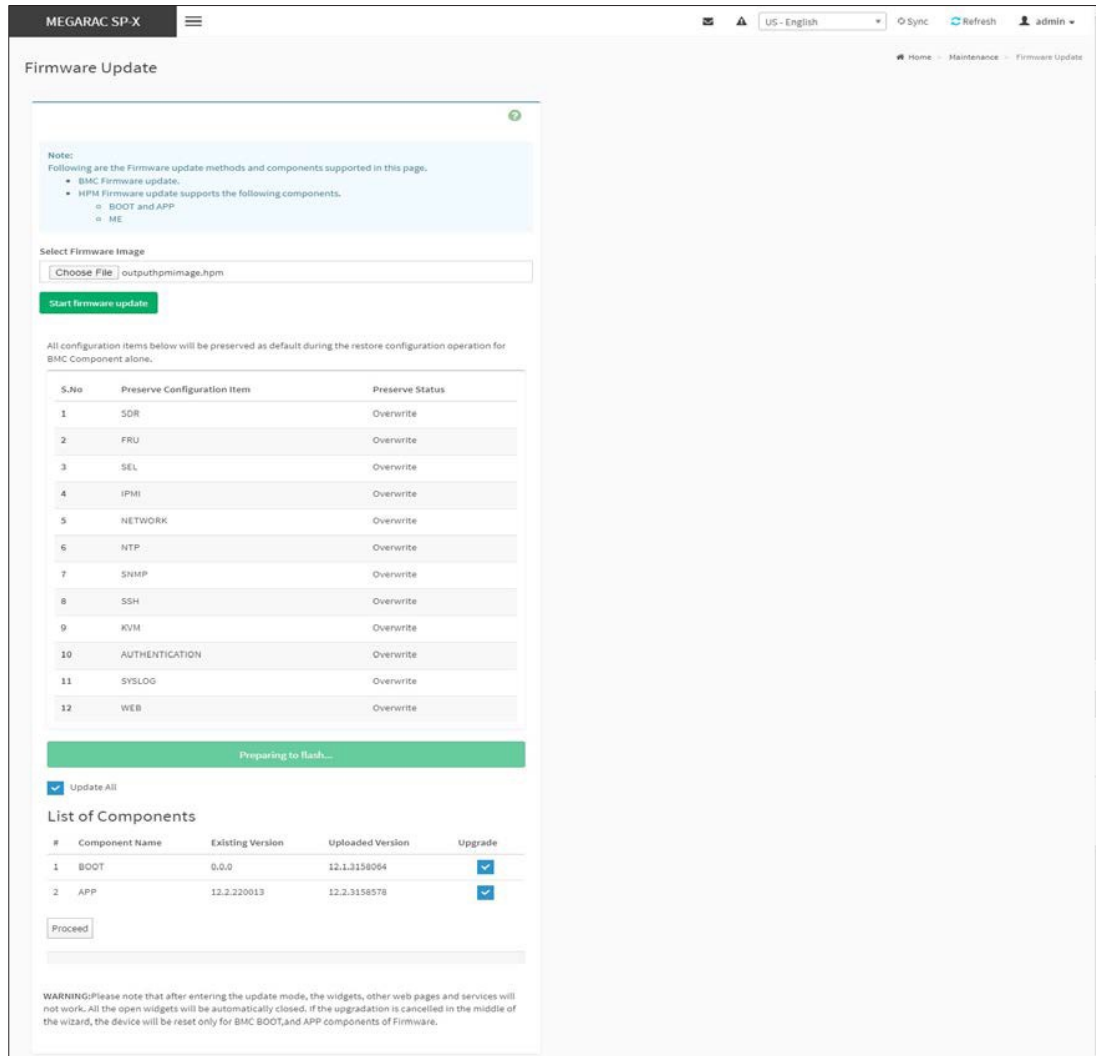 MEGARAC SP-X
US - English
Sync
Refresh
admin
Firmware Update
Home
Maintenance
Firmware Update
Note:
Following are the Firmware update methods and components supported in this page.
BMC Firmware update.
HPM Firmware update supports the following components.
BOOT and APP
ME
Select Firmware Image
Choose File outputhpmimage.hpm
Start firmware update
All configuration items below will be preserved as default during the restore configuration operation for
BMC Component alone.
S.No Preserve Configuration Item Preserve Status
1 SDR Overwrite
2 FRU Overwrite
3 SEL Overwrite
4 IPMI Overwrite
5 NETWORK Overwrite
6 NTP Overwrite
7 SNMP Overwrite
8 SSH Overwrite
9 KVM Overwrite
10 AUTHENTICATION Overwrite
11 SYSLOG Overwrite
12 WEB Overwrite
Preparing to flash...
Update All
List of Components
# Component Name Existing Version Uploaded Version Upgrade
1 BOOT 0.0.0 12.1.3158064
2 APP 12.2.220013 12.2.3158578
Proceed
WARNING:Please note that after entering the update mode, the widgets, other web pages and services will
not work. All the open widgets will be automatically closed. If the upgradation is cancelled in the middle of
the wizard, the device will be reset only for BMC BOOT,and APP components of Firmware.